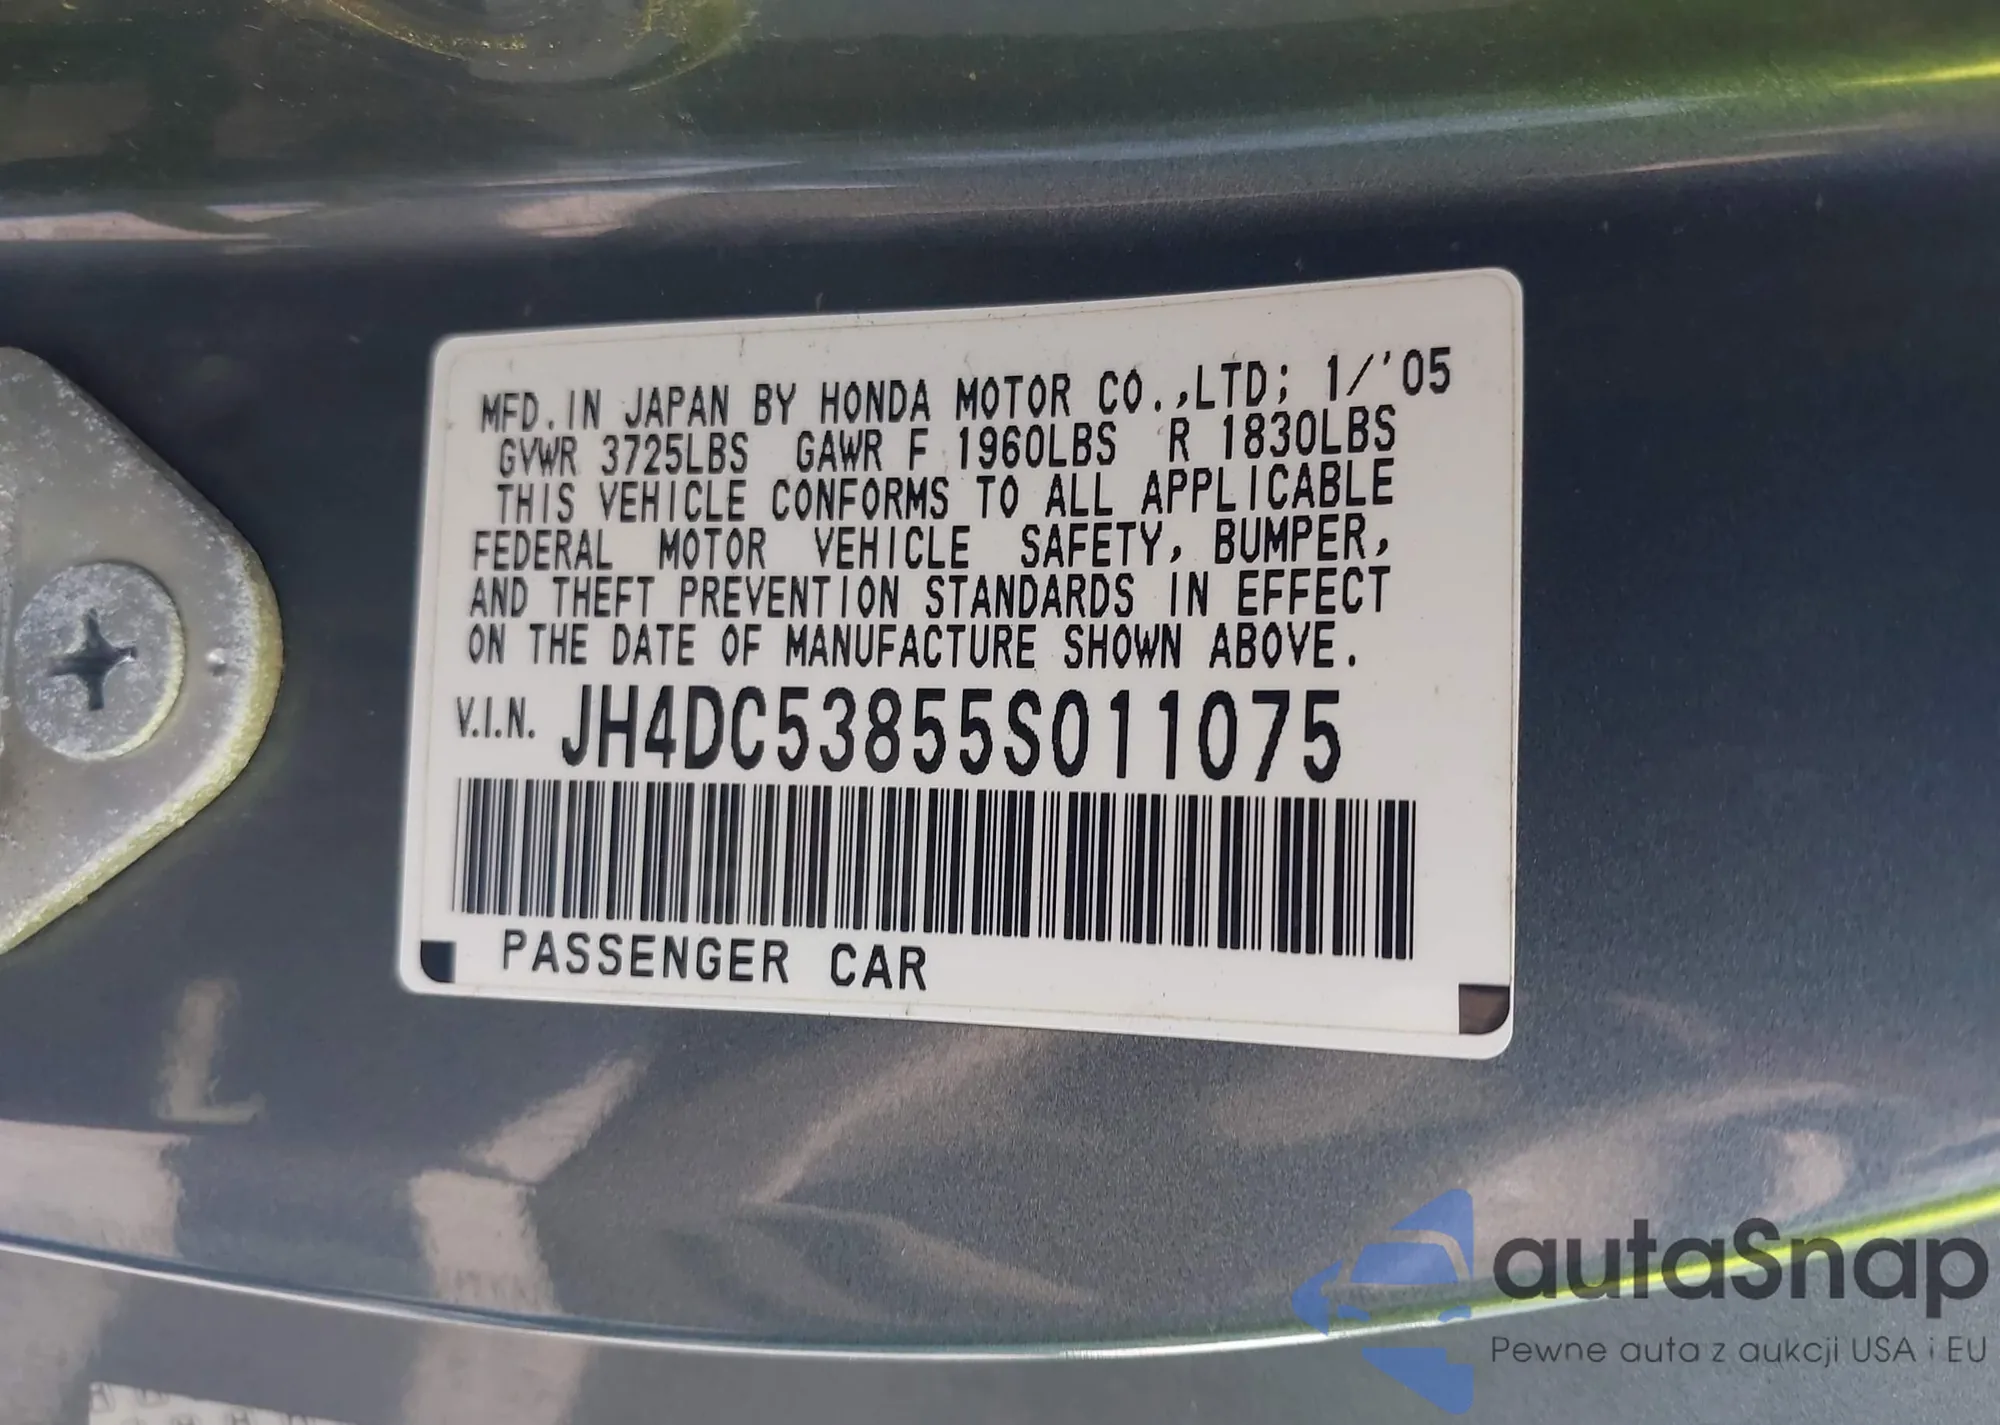 MFD. IN JAPAN BY HONDA MOTOR CO.,LTD; 1/'05
GVWR 3725LBS GAWR F 1960LBS R 1830LBS
THIS VEHICLE CONFORMS TO ALL APPLICABLE
FEDERAL MOTOR VEHICLE SAFETY, BUMPER,
AND THEFT PREVENTION STANDARDS IN EFFECT
ON THE DATE OF MANUFACTURE SHOWN ABOVE.
V.I.N. JH4DC53855S011075
PASSENGER CAR
autaSnap
Pewne auta z aukcji USA i EU